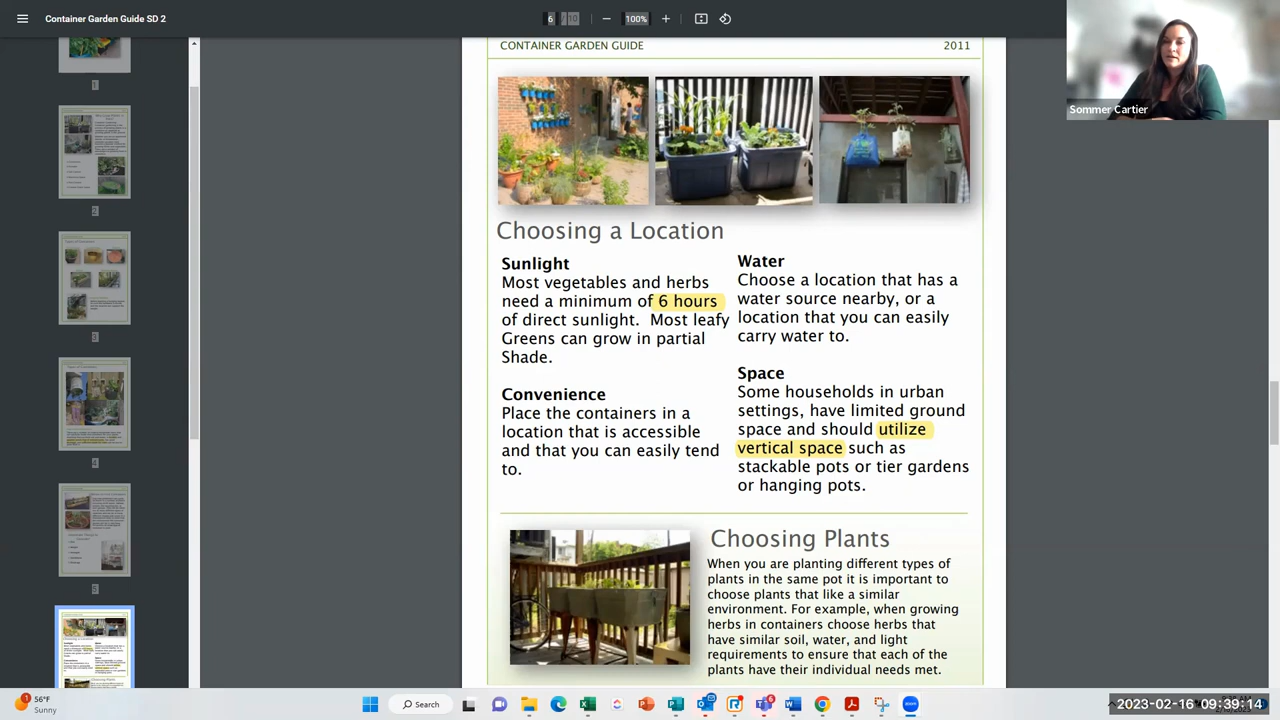 Container Garden Guide SD 2
6 / 10
100%
Sommer Cartier
1
2
3
4
5
CONTAINER GARDEN GUIDE
2011
Choosing a Location
Sunlight
Most vegetables and herbs
need a minimum of 6 hours
of direct sunlight. Most leafy
Greens can grow in partial
Shade.
Convenience
Place the containers in a
location that is accessible
and that you can easily tend
to.
Water
Choose a location that has a
water source nearby, or a
location that you can easily
carry water to.
Space
Some households in urban
settings, have limited ground
space and should utilize
vertical space such as
stackable pots or tier gardens
or hanging pots.
Choosing Plants
When you are planting different types of
plants in the same pot it is important to
choose plants that like a similar
environment. For example, when growing
herbs in containers choose herbs that
have similar soil, water, and light
requirements to ensure that each of the
plants have their individual needs met.
Sunny
Search
2023-02-16 09:39:14